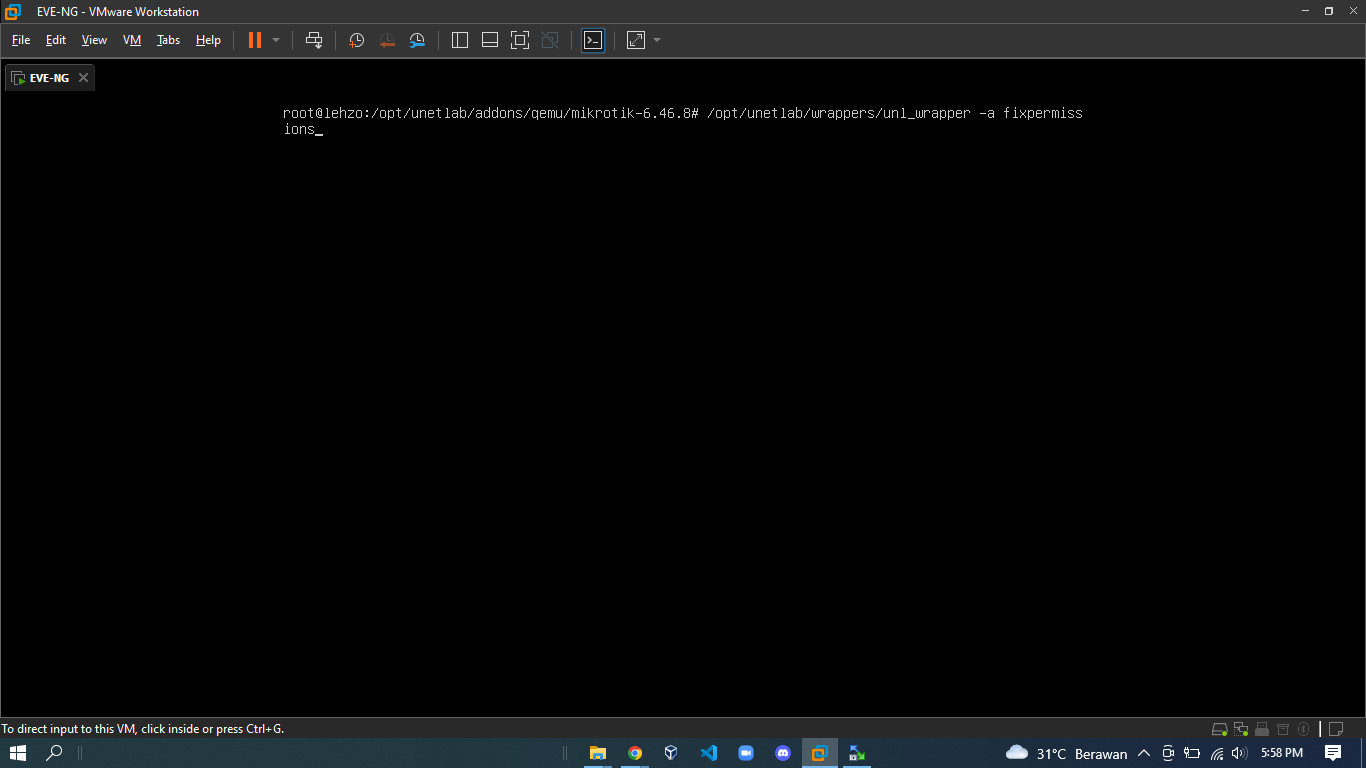 EVE-NG - VMware Workstation
File Edit View VM Tabs Help
EVE-NG
root@lehzo:/opt/unetlab/addons/qemu/mikrotik-6.46.8# /opt/unetlab/wrappers/unl_wrapper -a fixpermiss
ions_
To direct input to this VM, click inside or press Ctrl+G.
31°C Berawan 5:58 PM